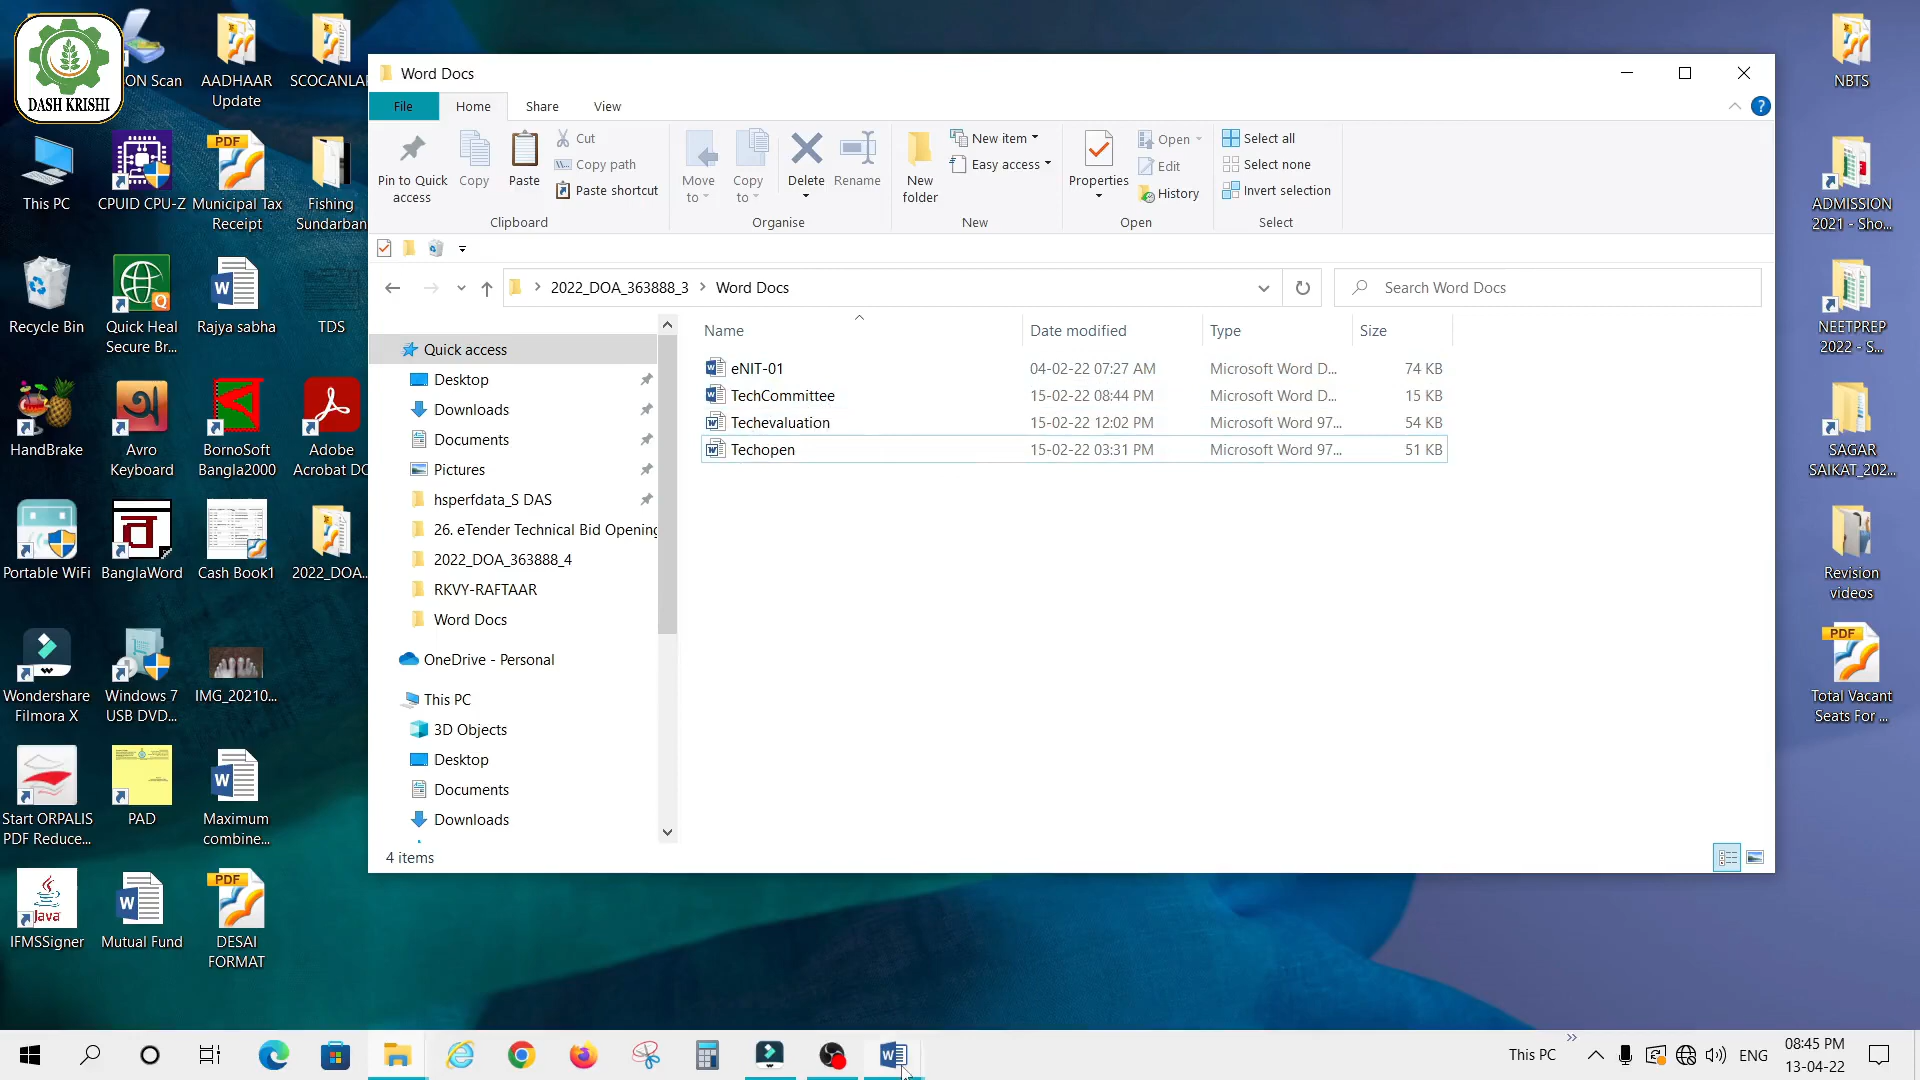 DASH KRISHI
ON Scan
AADHAAR
Update
SCOCANLA
This PC
CPUID CPU-Z
PDF
Municipal Tax
Receipt
Fishing
Sundarban
Recycle Bin
Quick Heal
Secure Br...
Rajya sabha
TDS
HandBrake
Avro
Keyboard
BornoSoft
Bangla2000
Adobe
Acrobat DC
Portable WiFi
BanglaWord
Cash Book1
2022_DOA...
Wondershare
Filmora X
Windows 7
USB DVD...
IMG_20210...
Start ORPALIS
PDF Reduce...
PAD
Maximum
combine...
Java
IFMSSigner
Mutual Fund
PDF
DESAI
FORMAT
Word Docs
File
Home
Share
View
Pin to Quick
access
Copy
Paste
Cut
Copy path
Paste shortcut
Clipboard
Move
to
Copy
to
Delete
Rename
Organise
New
folder
New item
Easy access
New
Properties
Open
Edit
History
Open
Select all
Select none
Invert selection
Select
2022_DOA_363888_3 > Word Docs
Search Word Docs
Name Date modified Type Size
eNIT-01 04-02-22 07:27 AM Microsoft Word D... 74 KB
TechCommittee 15-02-22 08:44 PM Microsoft Word D... 15 KB
Techevaluation 15-02-22 12:02 PM Microsoft Word 97... 54 KB
Techopen 15-02-22 03:31 PM Microsoft Word 97... 51 KB
Quick access
Desktop
Downloads
Documents
Pictures
hsperfdata_S DAS
26. eTender Technical Bid Opening
2022_DOA_363888_4
RKVY-RAFTAAR
Word Docs
OneDrive - Personal
This PC
3D Objects
Desktop
Documents
Downloads
4 items
NBTS
ADMISSION
2021 - Sho...
NEETPREP
2022 - S...
SAGAR
SAIKAT_202...
Revision
videos
PDF
Total Vacant
Seats For ...
This PC
ENG
08:45 PM
13-04-22